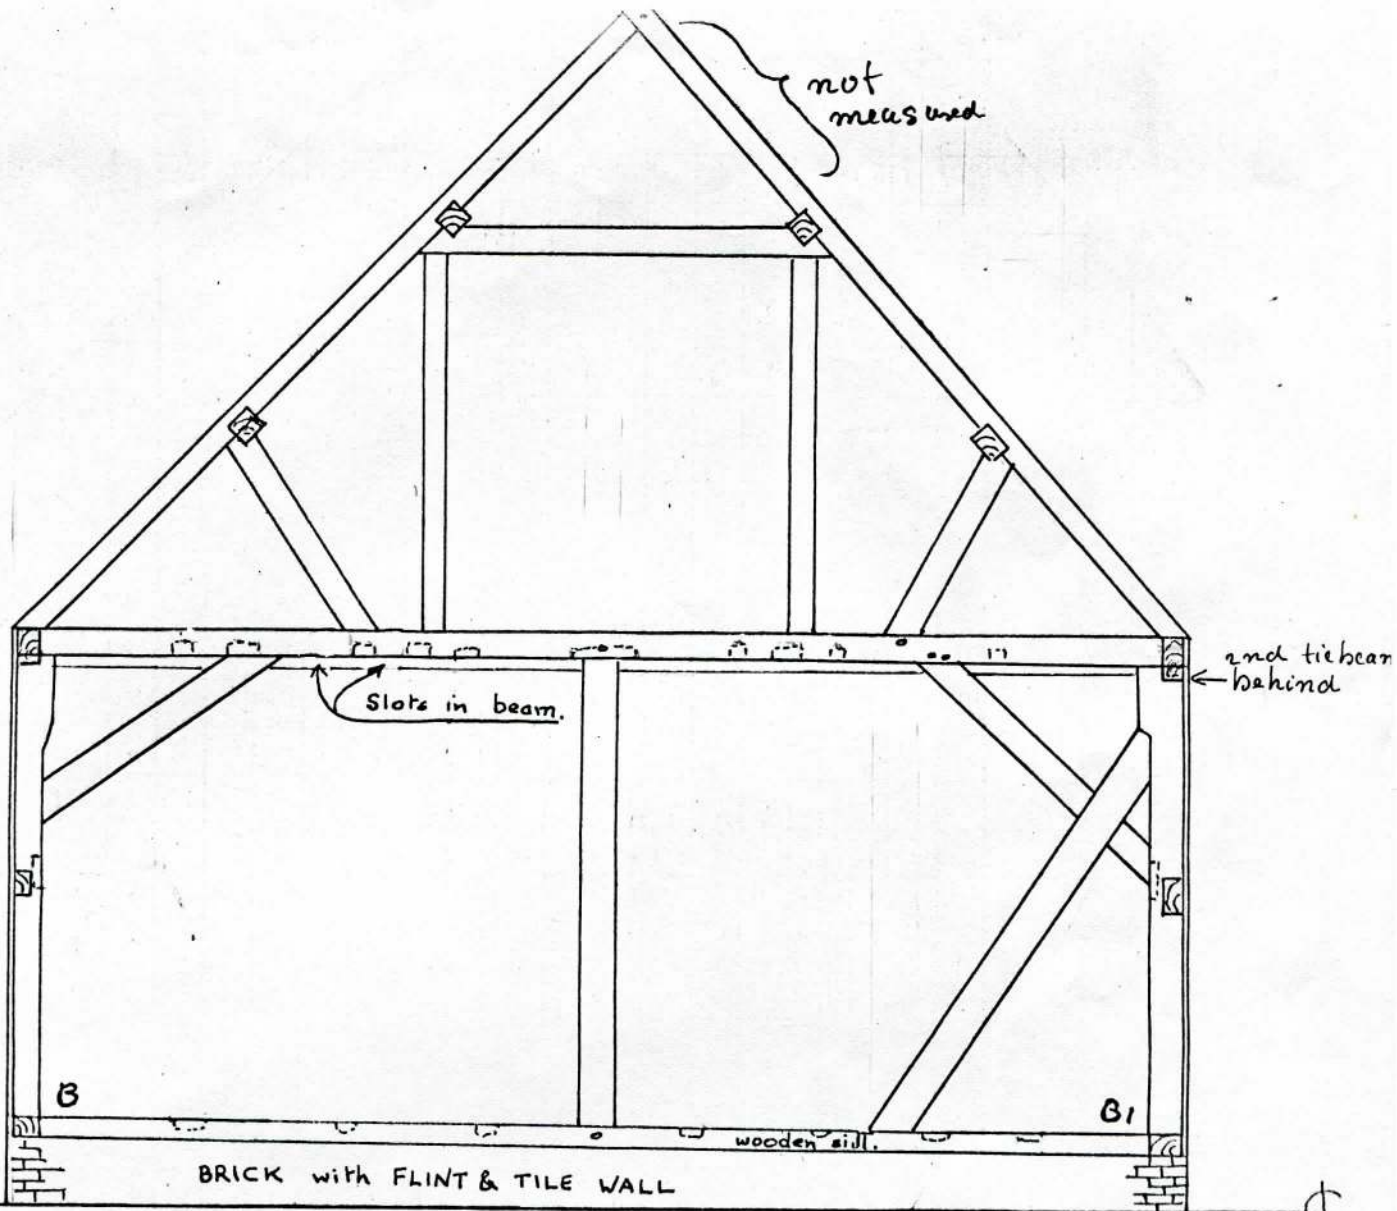 not
measured
2nd tiebeam
behind
Slots in beam.
B
B1
wooden sill.
BRICK with FLINT & TILE WALL